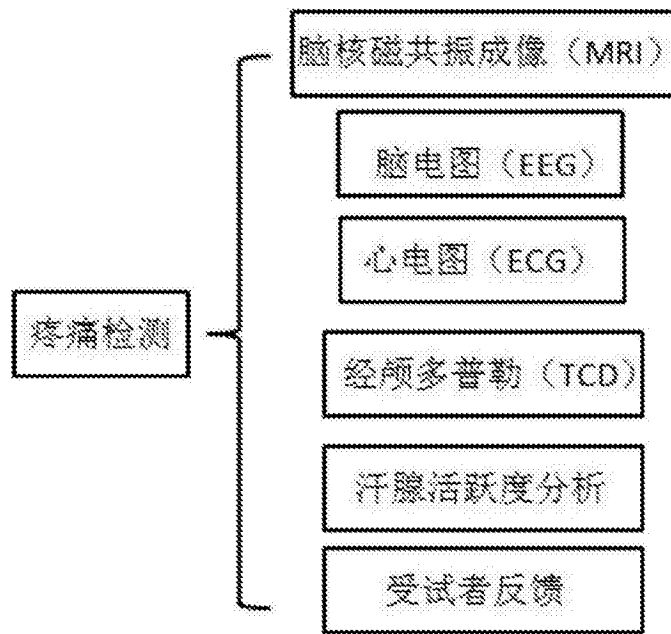 脑核磁共振成像（MRI）
脑电图（EEG）
心电图（ECG）
疼痛检测
经颅多普勒（TCD）
汗腺活跃度分析
受试者反馈